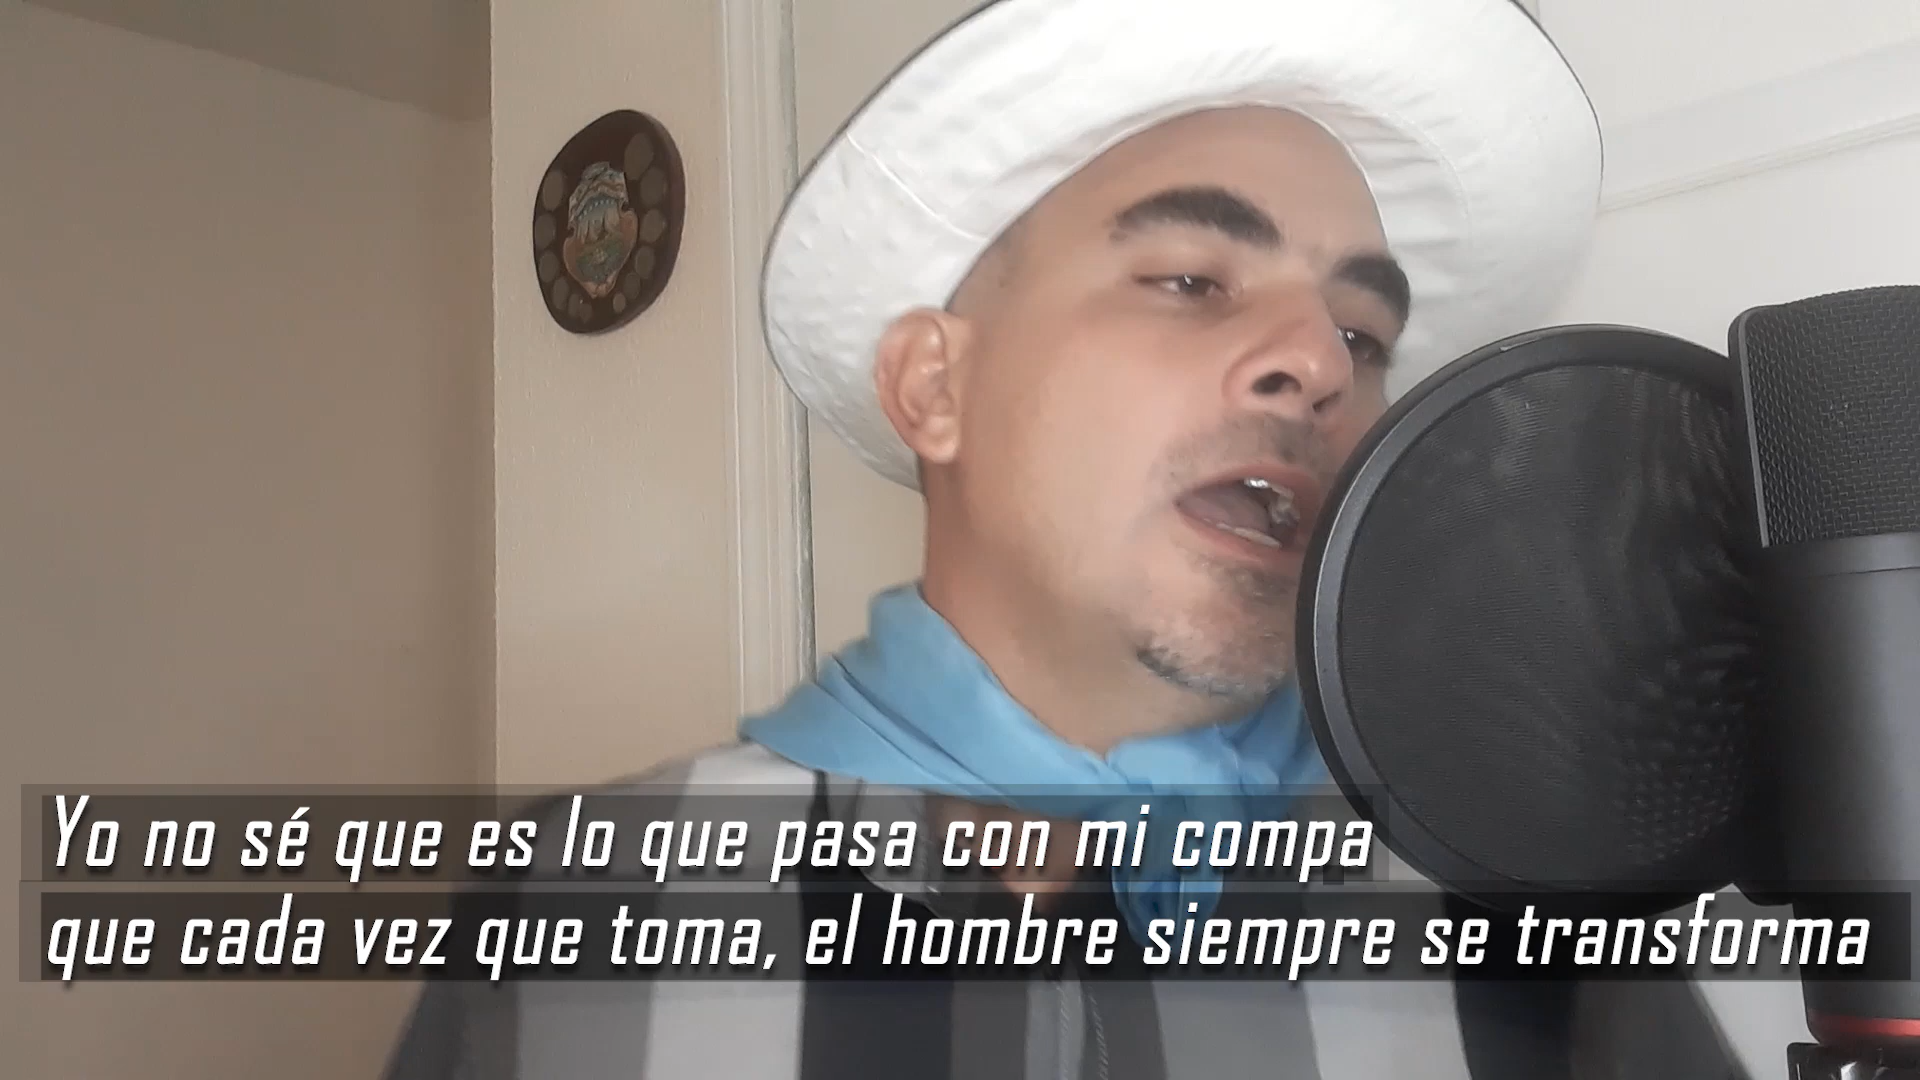 Yo no sé que es lo que pasa con mi compa
que cada vez que toma, el hombre siempre se transforma